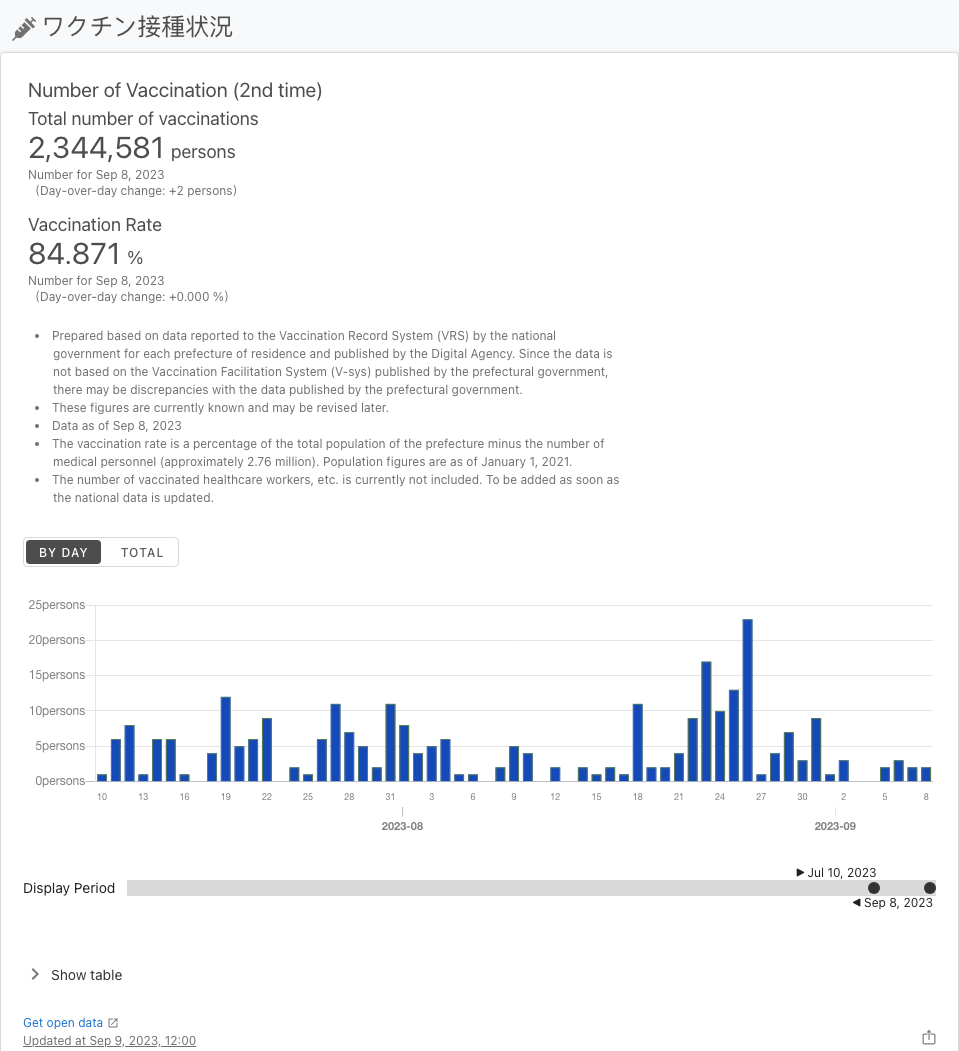 ワクチン接種状況
Number of Vaccination (2nd time)
Total number of vaccinations
2,344,581 persons
Number for Sep 8, 2023
(Day-over-day change: +2 persons)
Vaccination Rate
84.871 %
Number for Sep 8, 2023
(Day-over-day change: +0.000 %)
• Prepared based on data reported to the Vaccination Record System (VRS) by the national
government for each prefecture of residence and published by the Digital Agency. Since the data is
not based on the Vaccination Facilitation System (V-sys) published by the prefectural government,
there may be discrepancies with the data published by the prefectural government.
• These figures are currently known and may be revised later.
• Data as of Sep 8, 2023
• The vaccination rate is a percentage of the total population of the prefecture minus the number of
medical personnel (approximately 2.76 million). Population figures are as of January 1, 2021.
• The number of vaccinated healthcare workers, etc. is currently not included. To be added as soon as
the national data is updated.
BY DAY TOTAL
25persons
20persons
15persons
10persons
5persons
0persons
10 13 16 19 22 25 28 31 3 6 9 12 15 18 21 24 27 30 2 5 8
2023-08 2023-09
Jul 10, 2023
Display Period
Sep 8, 2023
Show table
Get open data
Updated at Sep 9, 2023, 12:00